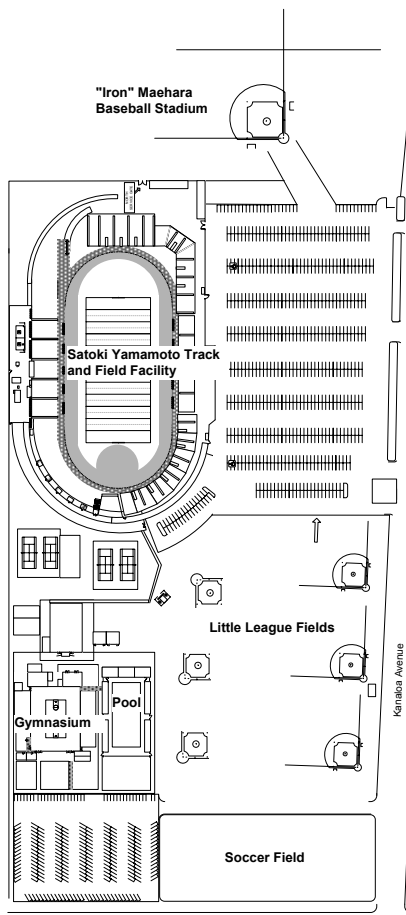 "Iron" Maehara
Baseball Stadium
Satoki Yamamoto Track
and Field Facility
Little League Fields
Kanaloa Avenue
Pool
Gymnasium
Soccer Field